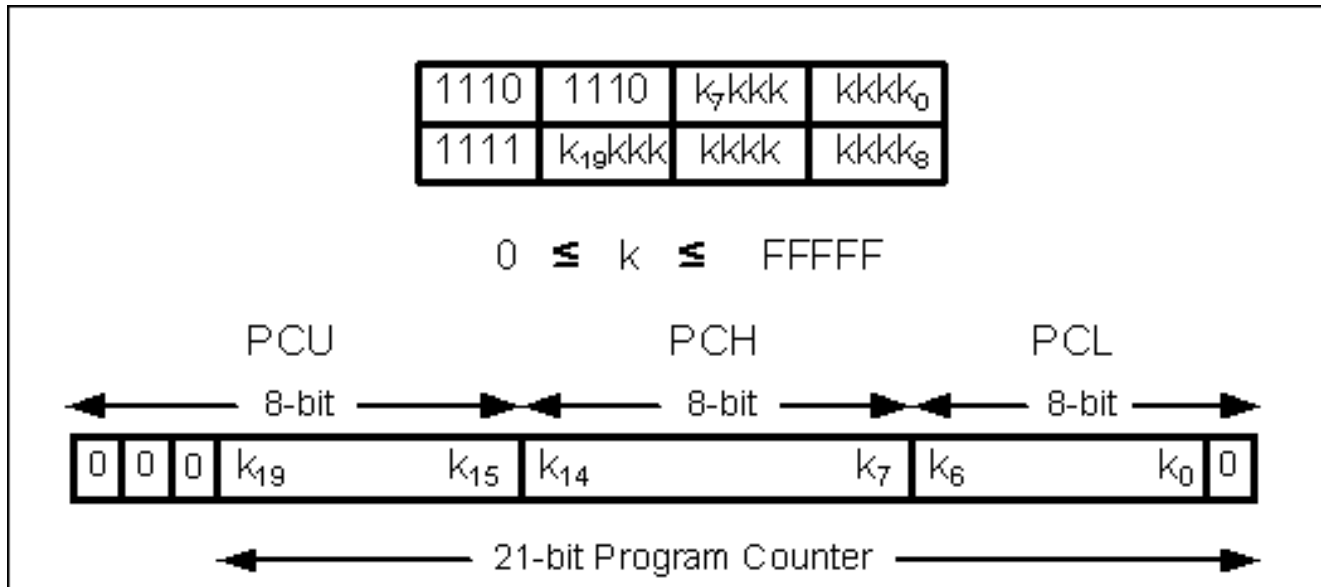 1110 1110 k₇kkk kkkk₀
1111 k₁₉kkk kkkk kkkk₈
0 ≤ k ≤ FFFFF
PCU PCH PCL
8-bit 8-bit 8-bit
0 0 0 k₁₉ k₁₅ k₁₄ k₇ k₆ k₀ 0
21-bit Program Counter